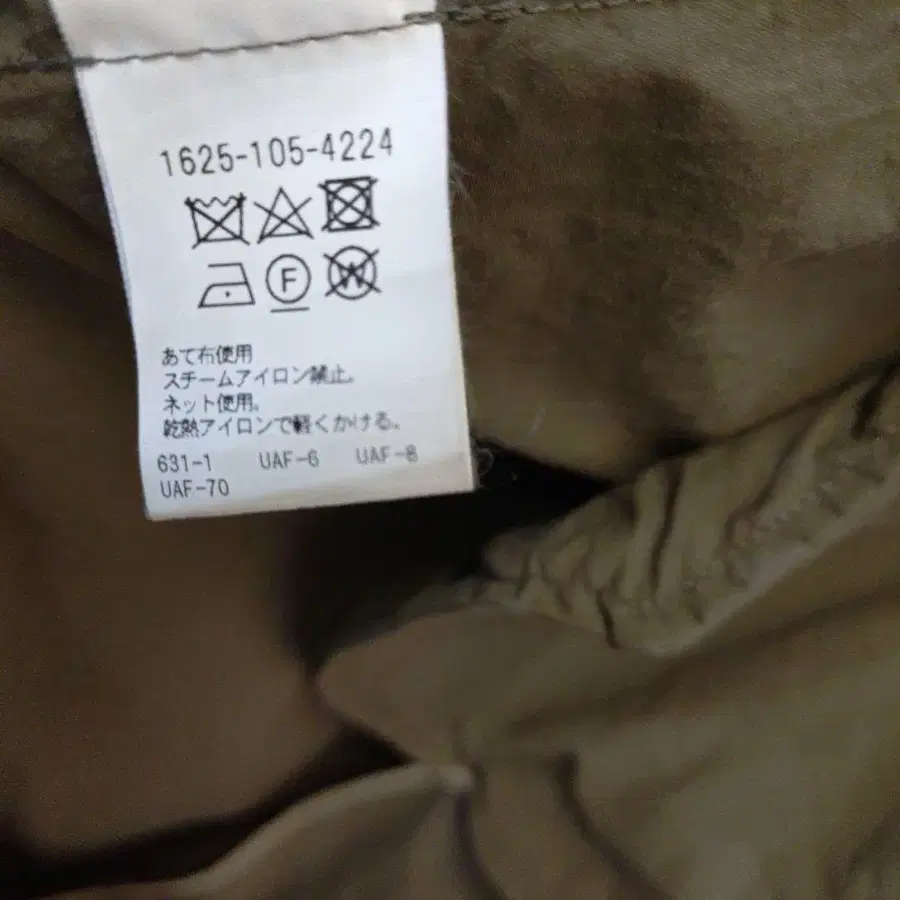 1625-105-4224
F W
あて布使用
スチームアイロン禁止。
ネット使用。
乾熱アイロンで軽くかける。
631-1 UAF-6 UAF-8
UAF-70